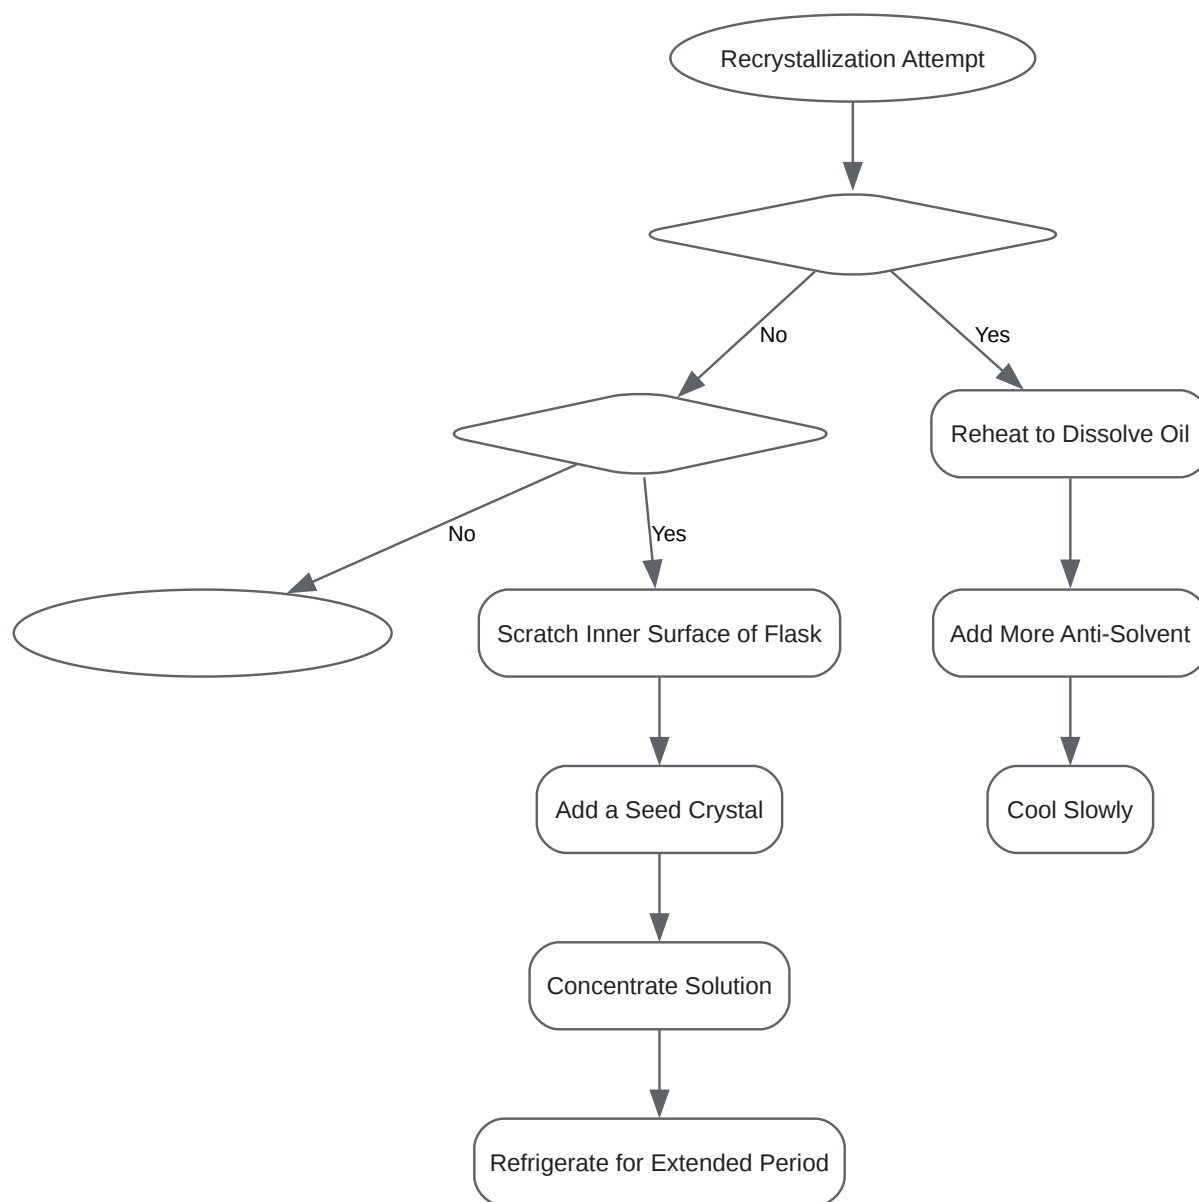 Recrystallization Attempt
No
Yes
Reheat to Dissolve Oil
No
Yes
Scratch Inner Surface of Flask
Add More Anti-Solvent
Add a Seed Crystal
Cool Slowly
Concentrate Solution
Refrigerate for Extended Period